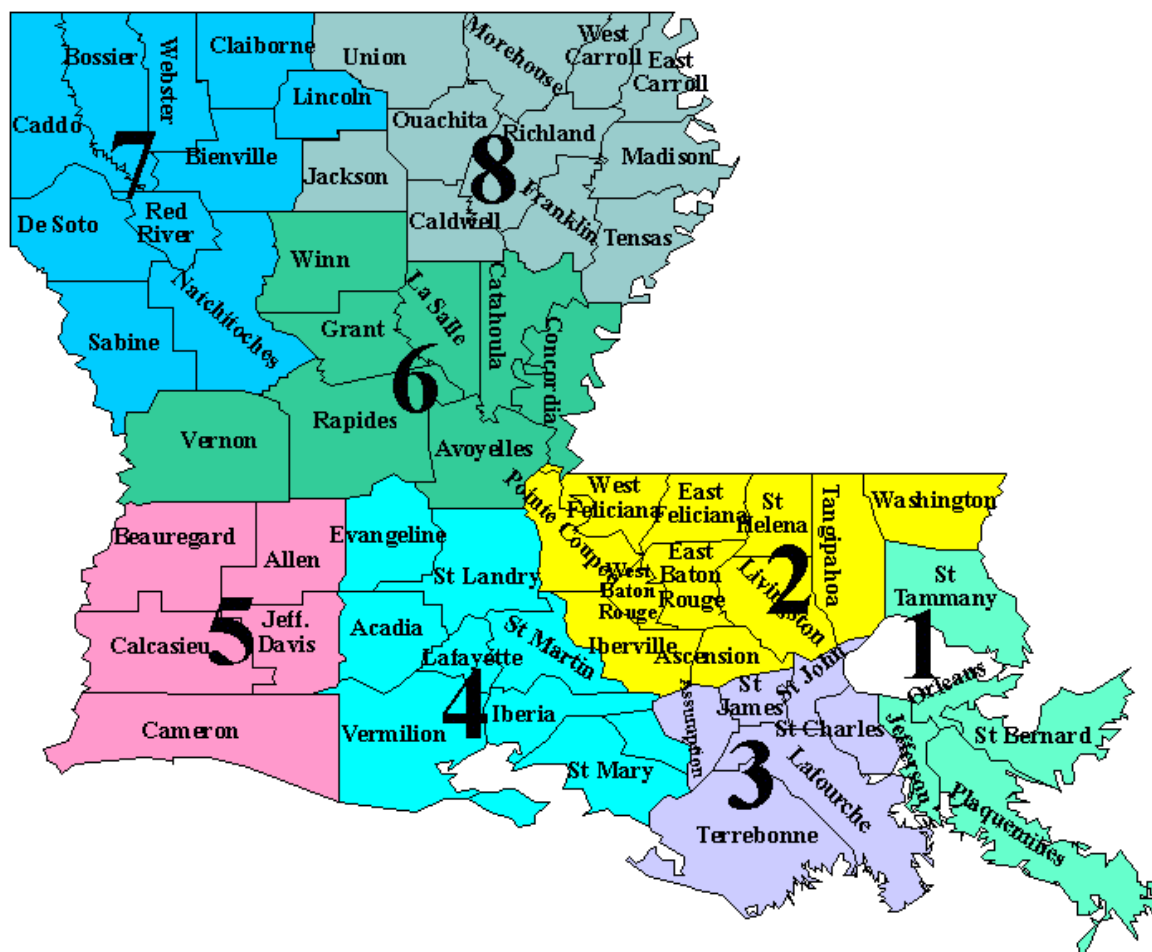 Bossier
Webster
Claiborne
Union
Morehouse
West
Carroll
East
Carroll
Caddo
7
Lincoln
Ouachita
8
Richland
Bienville
Madison
Jackson
De Soto
Red
River
Caldwell
Franklin
Tensas
Winn
Natchitoches
La Salle
Catahoula
Sabine
Grant
6
Concordia
Rapides
Vernon
Avoyelles
Pointe
Coupee
West
Feliciana
East
Feliciana
St
Helena
Tangipahoa
Washington
Beauregard
Allen
Evangeline
St Landry
West
Baton
Rouge
East
Baton
Rouge
Livingston
2
St
Tammany
Calcasieu
5
Jeff.
Davis
Acadia
Lafayette
St Martin
Iberville
Ascension
St John
1
Orleans
Cameron
Vermilion
4
Iberia
St Mary
Assumption
St
James
St Charles
Jefferson
St Bernard
3
Lafourche
Plaquemines
Terrebonne